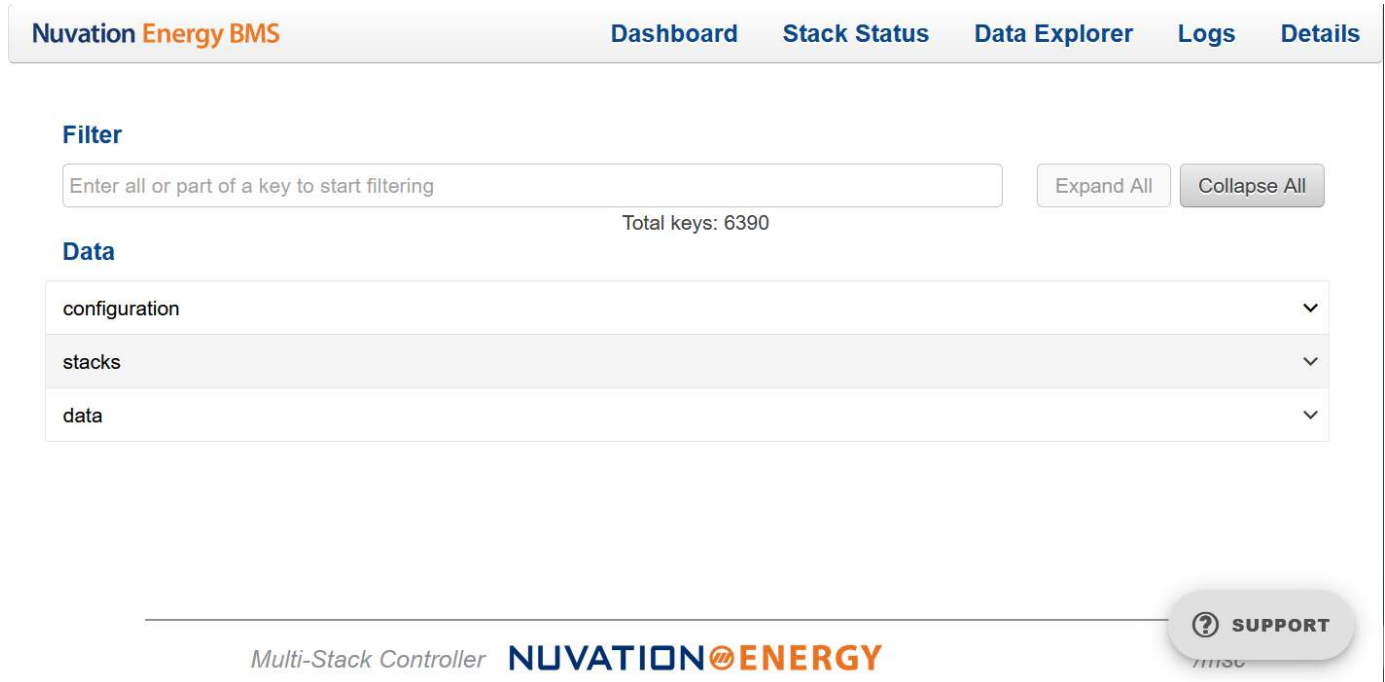 Nuvation Energy BMS Dashboard Stack Status Data Explorer Logs Details
Filter
Enter all or part of a key to start filtering Expand All Collapse All
Total keys: 6390
Data
configuration
stacks
data
SUPPORT
Multi-Stack Controller NUVATION ENERGY